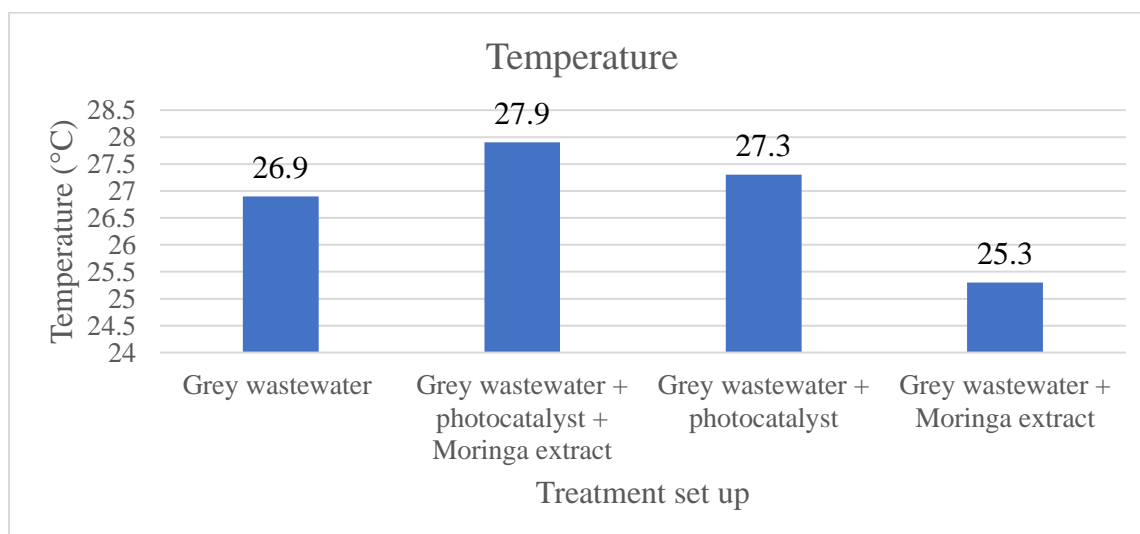 Temperature
Temperature (°C)
28.5
28
27.5
27
26.5
26
25.5
25
24.5
24
26.9
27.9
27.3
25.3
Grey wastewater
Grey wastewater +
photocatalyst +
Moringa extract
Grey wastewater +
photocatalyst
Grey wastewater +
Moringa extract
Treatment set up